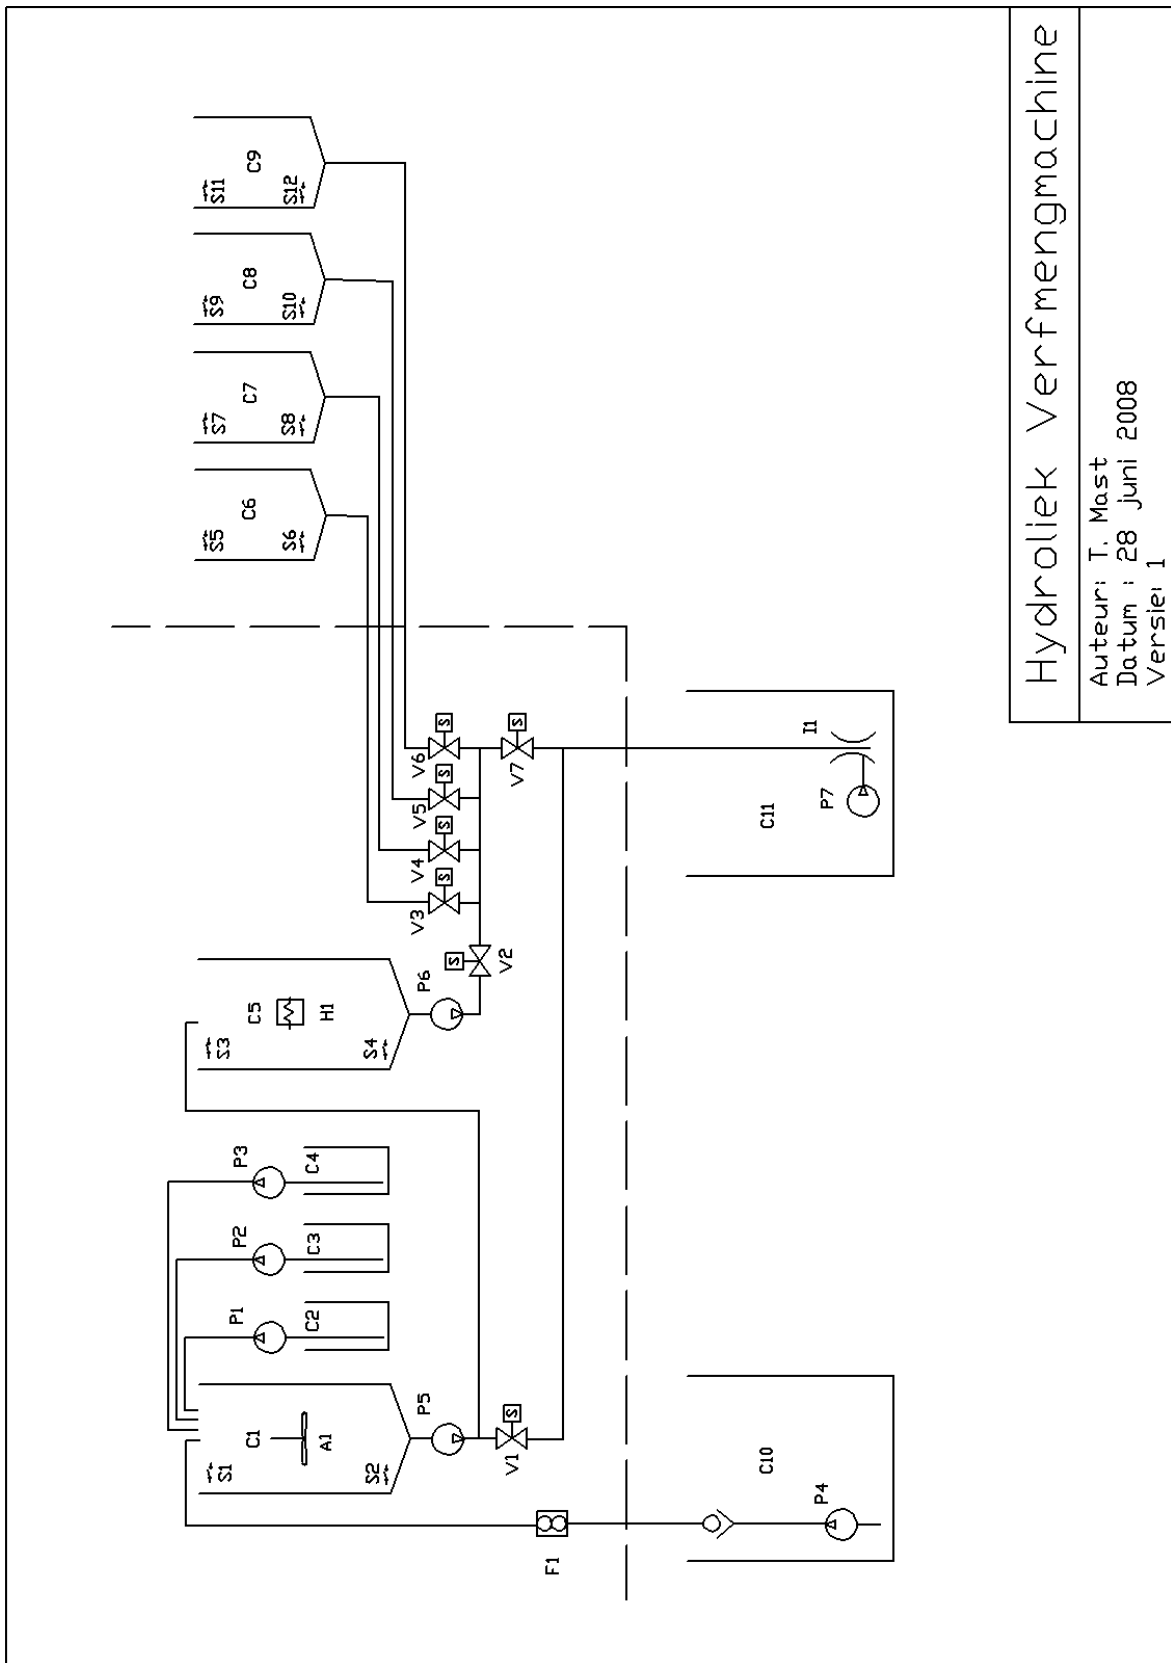 S1
S3
S5
S7
S9
S11
P1
P2
P3
C1
C5
C6
C7
C8
C9
S6
S8
S10
S12
C2
C3
C4
A1
H1
S2
S4
P5
P6
V3
S
V4
S
V5
S
V6
S
S
V2
V1
S
V7
S
F1
C10
C11
I1
P4
P7
Hydroliek Verfmengmachine
Auteur: T. Mast
Datum : 28 juni 2008
Versie: 1